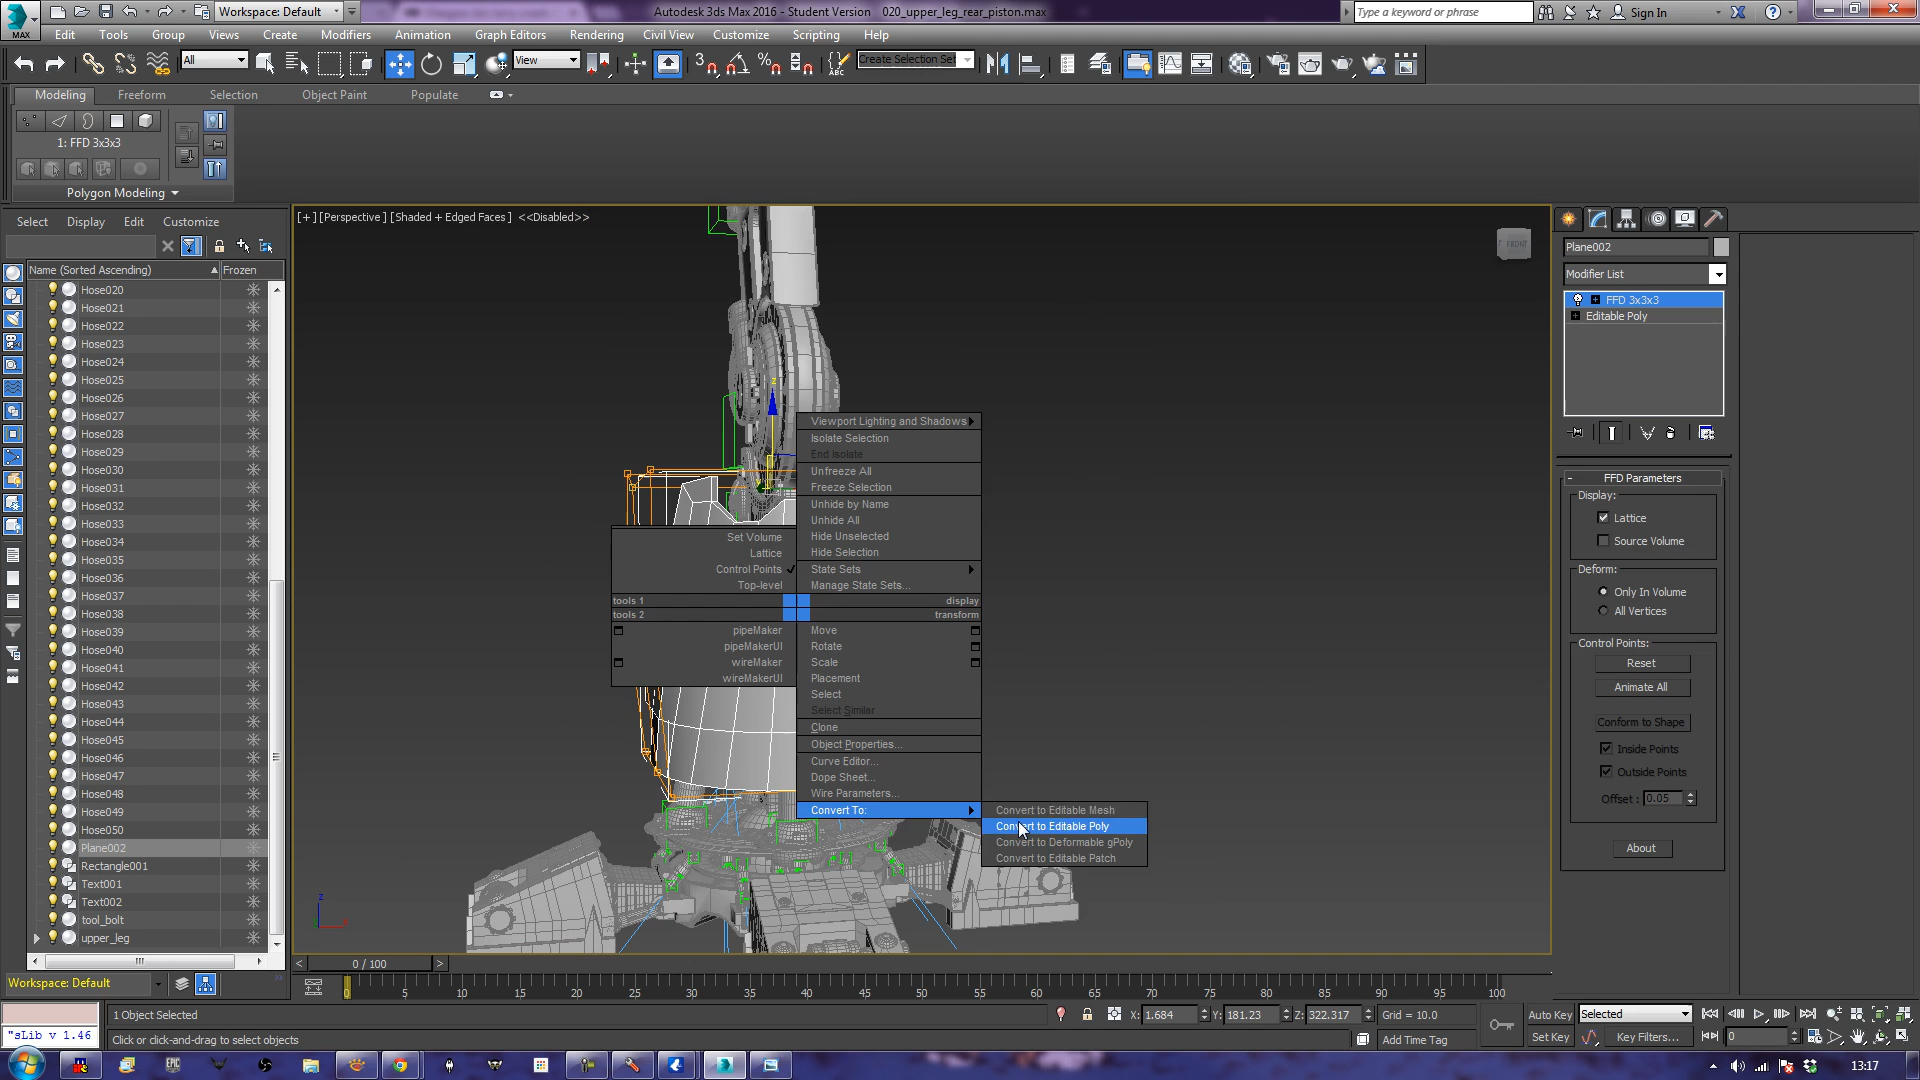 MAX
Workspace: Default
Autodesk 3ds Max 2016 - Student Version    020_upper_leg_rear_piston.max
Type a keyword or phrase
Sign In
Edit Tools Group Views Create Modifiers Animation Graph Editors Rendering Civil View Customize Scripting Help
All
View
3
ABC
Create Selection Set
Modeling Freeform Selection Object Paint Populate
1: FFD 3x3x3
Polygon Modeling
Select Display Edit Customize
Name (Sorted Ascending) Frozen
Hose020
Hose021
Hose022
Hose023
Hose024
Hose025
Hose026
Hose027
Hose028
Hose029
Hose030
Hose031
Hose032
Hose033
Hose034
Hose035
Hose036
Hose037
Hose038
Hose039
Hose040
Hose041
Hose042
Hose043
Hose044
Hose045
Hose046
Hose047
Hose048
Hose049
Hose050
Plane002
Rectangle001
Text001
Text002
tool_bolt
upper_leg
Workspace: Default
[+] [Perspective] [Shaded + Edged Faces] <<Disabled>>
FRONT
z
Viewport Lighting and Shadows
Isolate Selection
End Isolate
Unfreeze All
Freeze Selection
Unhide by Name
Unhide All
Hide Unselected
Hide Selection
State Sets
Manage State Sets...
Set Volume
Lattice
Control Points
Top-level
tools 1 display
tools 2 transform
pipeMaker
pipeMakerUI
wireMaker
wireMakerUI
Move
Rotate
Scale
Placement
Select
Select Similar
Clone
Object Properties...
Curve Editor...
Dope Sheet...
Wire Parameters...
Convert To:
Convert to Editable Mesh
Convert to Editable Poly
Convert to Deformable gPoly
Convert to Editable Patch
z
x
Plane002
Modifier List
FFD 3x3x3
Editable Poly
- FFD Parameters
Display:
Lattice
Source Volume
Deform:
Only In Volume
All Vertices
Control Points:
Reset
Animate All
Conform to Shape
Inside Points
Outside Points
Offset : 0.05
About
< 0 / 100 >
0 5 10 15 20 25 30 35 40 45 50 55 60 65 70 75 80 85 90 95 100
"sLib v 1.46
1 Object Selected
Click or click-and-drag to select objects
X: 1.684 Y: 181.23 Z: 322.317 Grid = 10.0
Add Time Tag
Auto Key Selected
Set Key Key Filters...
0
EPIC
13:17